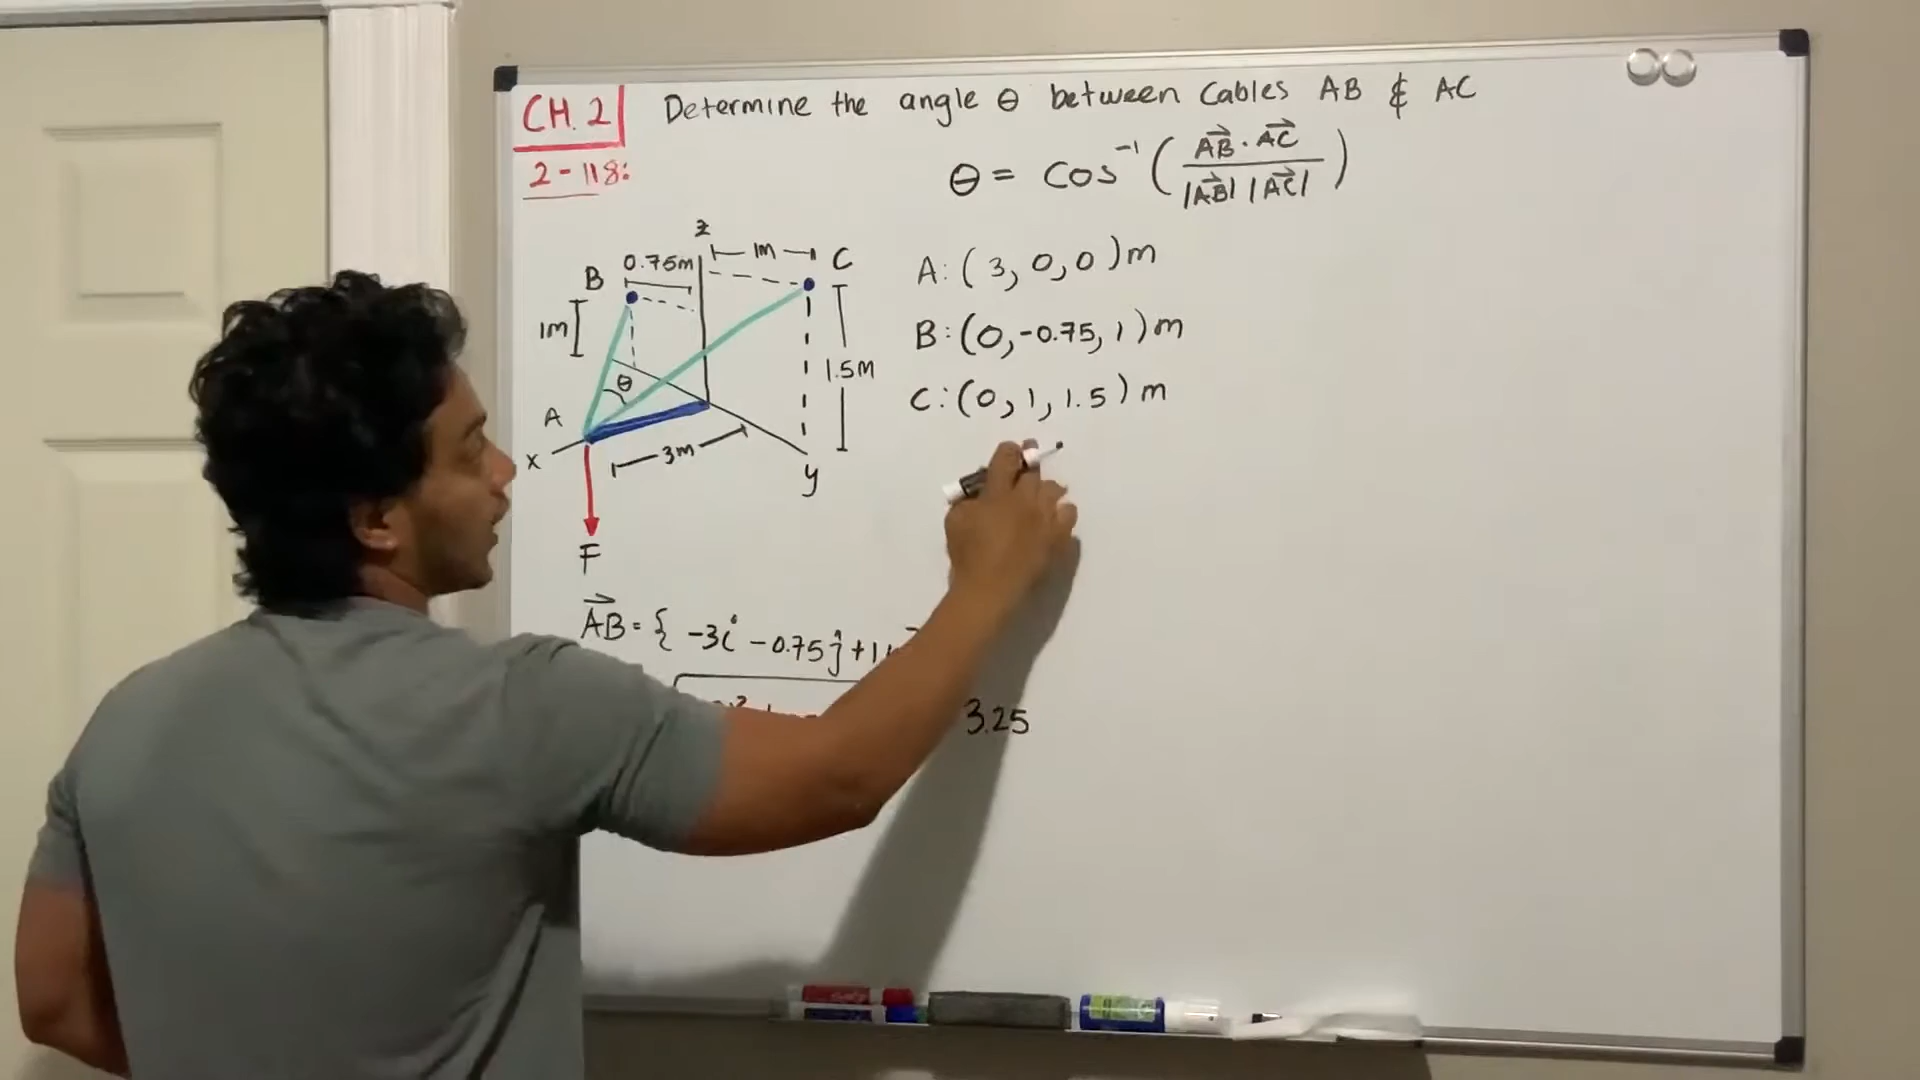 CH. 2 Determine the angle θ between Cables AB & AC
2-118:
θ = cos⁻¹ ( AB · AC / |AB| |AC| )
z
1m
C
0.75m
B
1m
1.5m
θ
A
x
3m
y
F
A: (3, 0, 0) m
B: (0, -0.75, 1) m
C: (0, 1, 1.5) m
AB = { -3i - 0.75j + 1
3.25